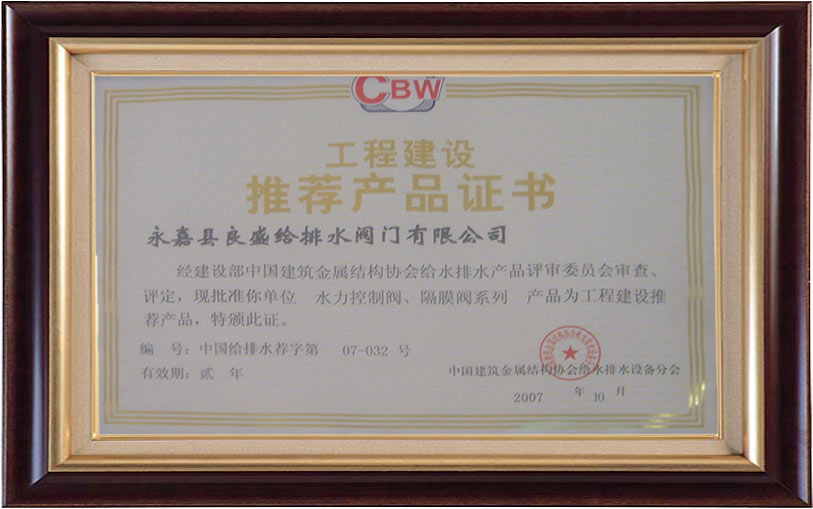 CBW
工程建设
推荐产品证书
永嘉县良盛给排水阀门有限公司
经建设部中国建筑金属结构协会给水排水产品评审委员会审查、
评定，现批准你单位 水力控制阀、隔膜阀系列 产品为工程建设推
荐产品，特颁此证。
编 号：中国给排水荐字第 07-032 号
有效期：贰 年
中国建筑金属结构协会给水排水设备分会
2007 年 10 月